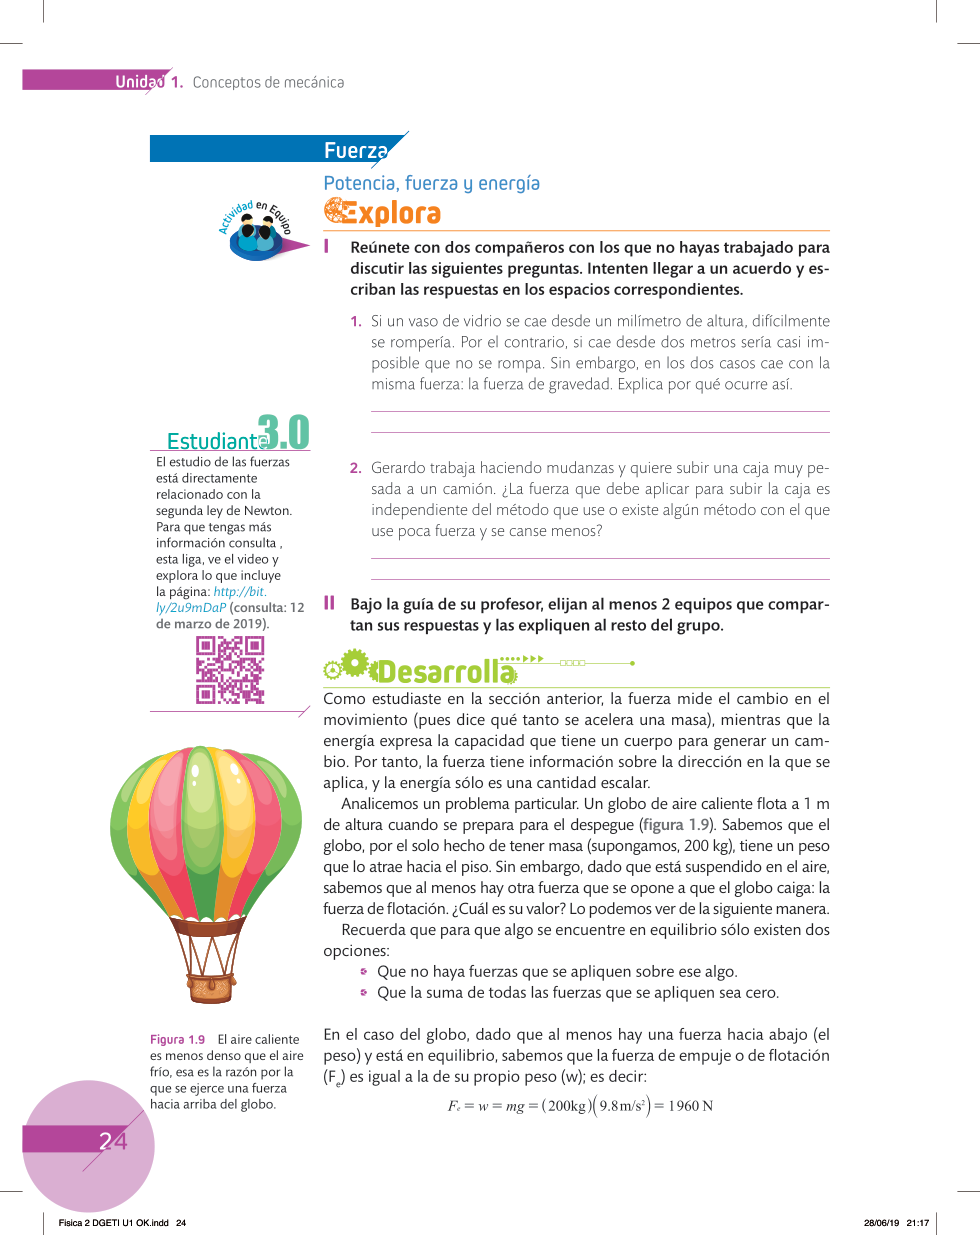 Unidad 1. Conceptos de mecánica
Fuerza
Potencia, fuerza y energía
Explora
Actividad en Equipo
I Reúnete con dos compañeros con los que no hayas trabajado para
discutir las siguientes preguntas. Intenten llegar a un acuerdo y es-
criban las respuestas en los espacios correspondientes.
1. Si un vaso de vidrio se cae desde un milímetro de altura, difícilmente
se rompería. Por el contrario, si cae desde dos metros sería casi im-
posible que no se rompa. Sin embargo, en los dos casos cae con la
misma fuerza: la fuerza de gravedad. Explica por qué ocurre así.
2. Gerardo trabaja haciendo mudanzas y quiere subir una caja muy pe-
sada a un camión. ¿La fuerza que debe aplicar para subir la caja es
independiente del método que use o existe algún método con el que
use poca fuerza y se canse menos?
II Bajo la guía de su profesor, elijan al menos 2 equipos que compar-
tan sus respuestas y las expliquen al resto del grupo.
Estudiante 3.0
El estudio de las fuerzas
está directamente
relacionado con la
segunda ley de Newton.
Para que tengas más
información consulta ,
esta liga, ve el video y
explora lo que incluye
la página: http://bit.
ly/2u9mDaP (consulta: 12
de marzo de 2019).
Desarrolla
Como estudiaste en la sección anterior, la fuerza mide el cambio en el
movimiento (pues dice qué tanto se acelera una masa), mientras que la
energía expresa la capacidad que tiene un cuerpo para generar un cam-
bio. Por tanto, la fuerza tiene información sobre la dirección en la que se
aplica, y la energía sólo es una cantidad escalar.
Analicemos un problema particular. Un globo de aire caliente flota a 1 m
de altura cuando se prepara para el despegue (figura 1.9). Sabemos que el
globo, por el solo hecho de tener masa (supongamos, 200 kg), tiene un peso
que lo atrae hacia el piso. Sin embargo, dado que está suspendido en el aire,
sabemos que al menos hay otra fuerza que se opone a que el globo caiga: la
fuerza de flotación. ¿Cuál es su valor? Lo podemos ver de la siguiente manera.
Recuerda que para que algo se encuentre en equilibrio sólo existen dos
opciones:
Que no haya fuerzas que se apliquen sobre ese algo.
Que la suma de todas las fuerzas que se apliquen sea cero.
En el caso del globo, dado que al menos hay una fuerza hacia abajo (el
peso) y está en equilibrio, sabemos que la fuerza de empuje o de flotación
(Fₑ) es igual a la de su propio peso (w); es decir:
Fₑ = w = mg = (200kg)(9.8m/s²) = 1960 N
Figura 1.9 El aire caliente
es menos denso que el aire
frío, esa es la razón por la
que se ejerce una fuerza
hacia arriba del globo.
24
Fisica 2 DGETI U1 OK.indd 24
28/06/19 21:17